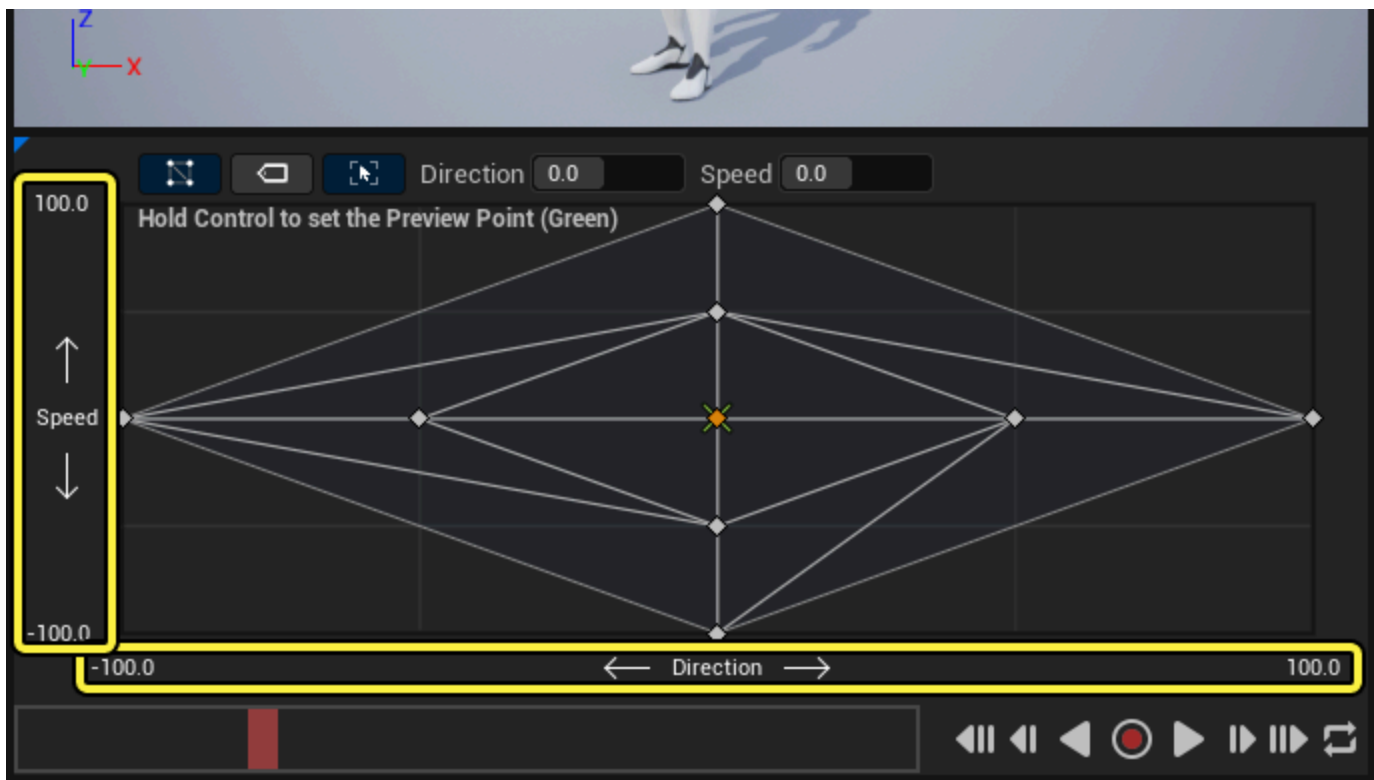 Z
Y X
Direction 0.0 Speed 0.0
100.0
Hold Control to set the Preview Point (Green)
Speed
-100.0
-100.0 Direction 100.0